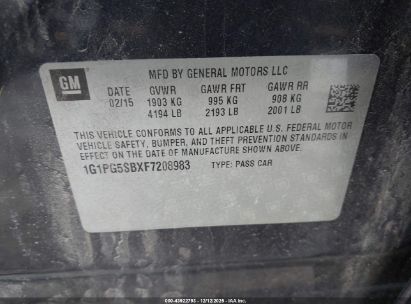 GM
MFD BY GENERAL MOTORS LLC
DATE GVWR GAWR FRT GAWR RR
02/15 1903 KG 995 KG 908 KG
4194 LB 2193 LB 2001 LB
THIS VEHICLE CONFORMS TO ALL APPLICABLE U.S. FEDERAL MOTOR
VEHICLE SAFETY, BUMPER, AND THEFT PREVENTION STANDARDS IN
EFFECT ON THE DATE OF MANUFACTURE SHOWN ABOVE.
1G1PG5SBXF7208983 TYPE: PASS CAR